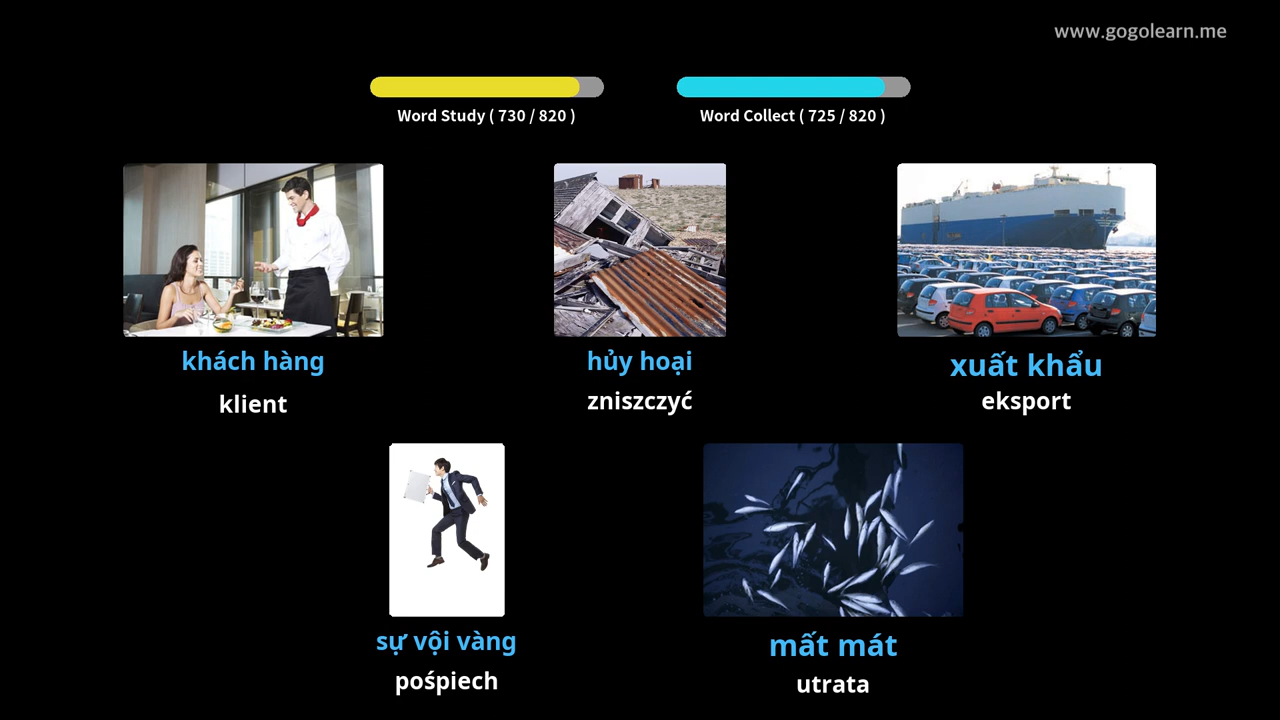 www.gogolearn.me
Word Study ( 730 / 820 )
Word Collect ( 725 / 820 )
khách hàng
klient
hủy hoại
zniszczyć
xuất khẩu
eksport
sự vội vàng
pośpiech
mất mát
utrata